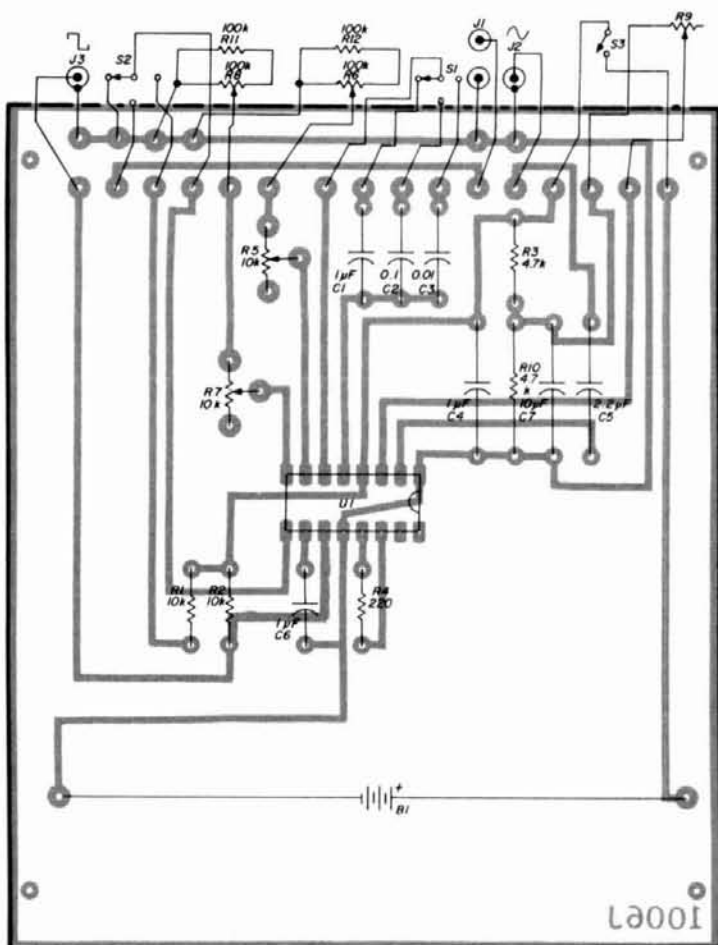 100k
R11
100k
R8
100k
R12
100k
R6
J1
R9
J3
S2
S1
J2
S3
R5
10k
1µF
C1
0.1
C2
0.01
C3
R3
4.7k
R7
10k
1µF
C4
R10
4.7
k
10µF
C7
2.2µF
C5
U1
R1
10k
R2
10k
1µF
C6
R4
220
+
B1
1006J